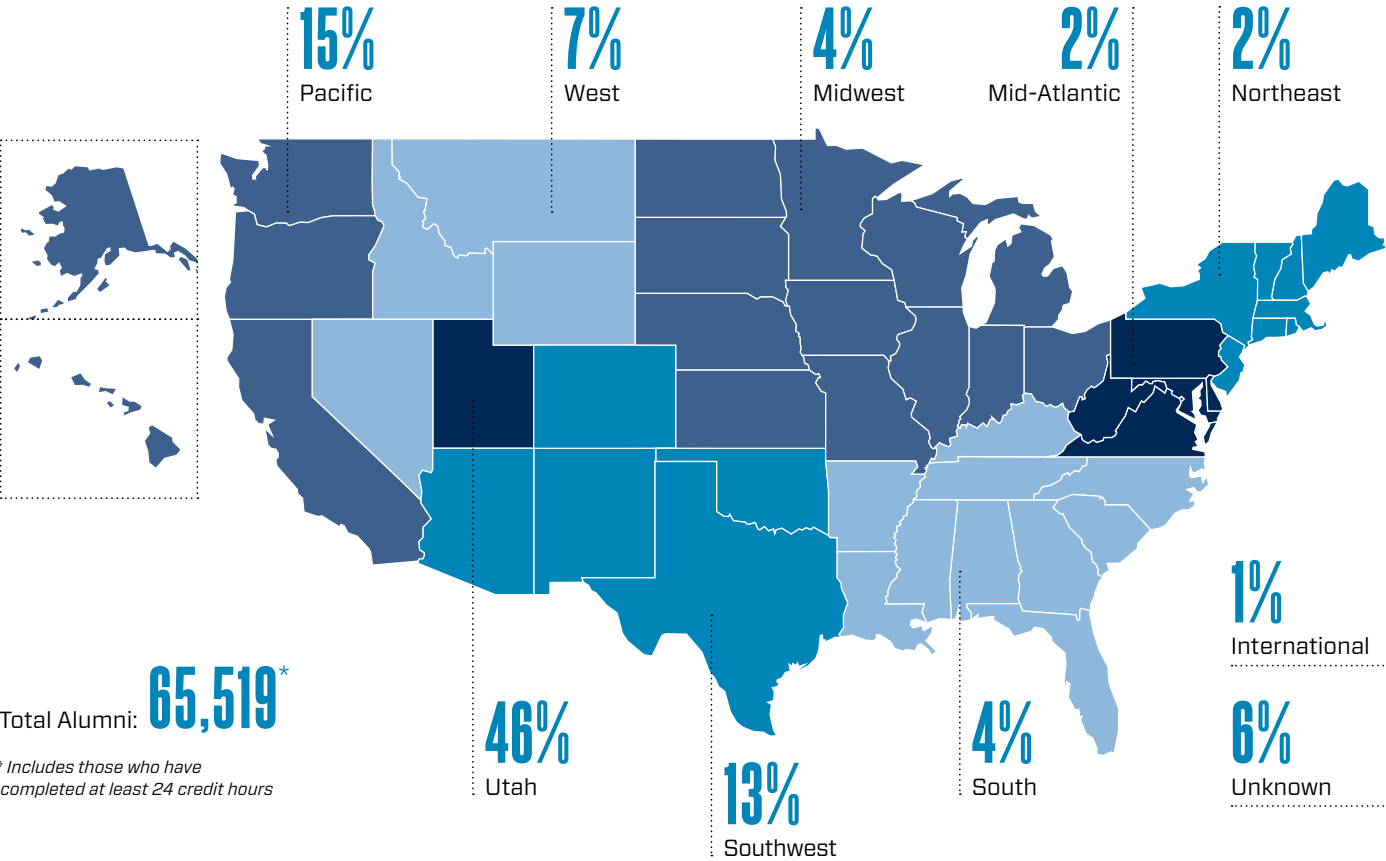 15%
Pacific
7%
West
4%
Midwest
2%
Mid-Atlantic
2%
Northeast
1%
International
6%
Unknown
Total Alumni: 65,519*
* Includes those who have
completed at least 24 credit hours
46%
Utah
13%
Southwest
4%
South